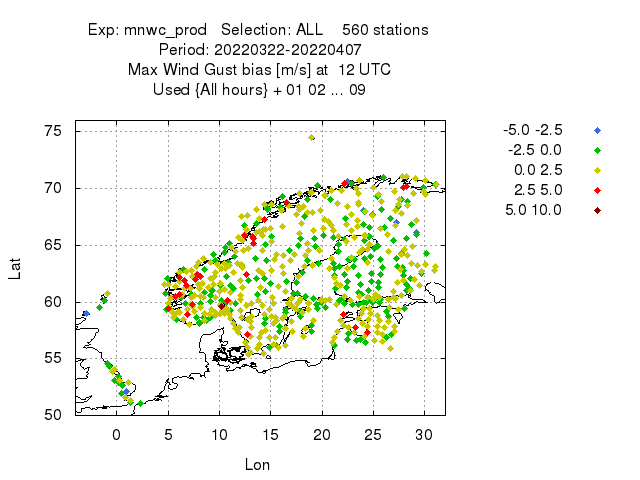 Exp: mnwc_prod   Selection: ALL    560 stations
Period: 20220322-20220407
Max Wind Gust bias [m/s] at  12 UTC
Used {All hours} + 01 02 ... 09
-5.0 -2.5
-2.5 0.0
0.0 2.5
2.5 5.0
5.0 10.0
75
70
65
60
55
50
Lat
0 5 10 15 20 25 30
Lon